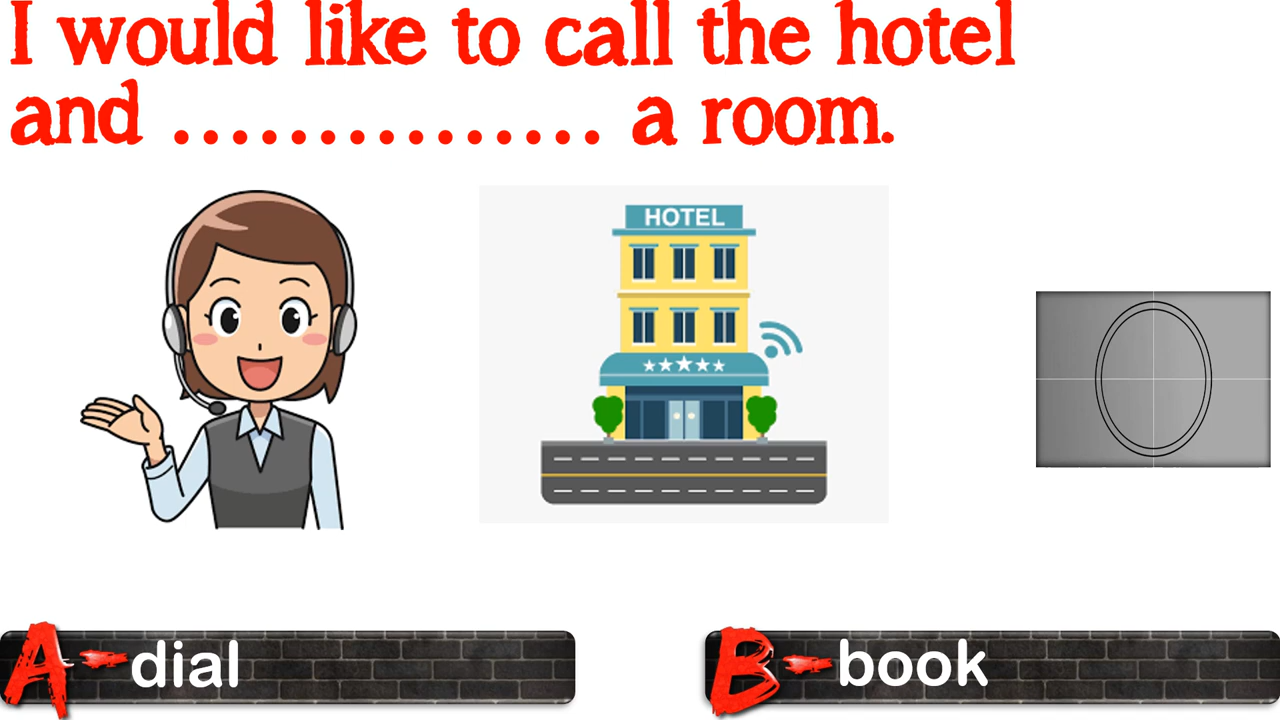 I would like to call the hotel
and ............... a room.
HOTEL
A- dial
B- book